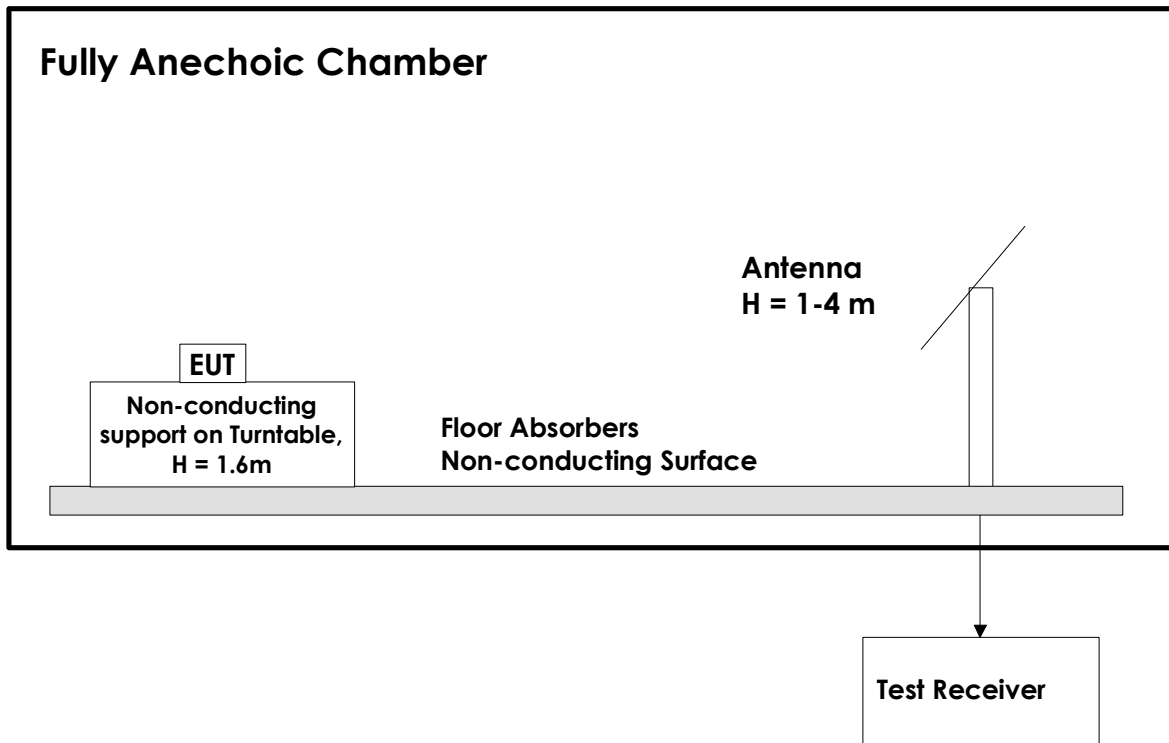 Fully Anechoic Chamber
Antenna
H = 1-4 m
EUT
Non-conducting
support on Turntable,
H = 1.6m
Floor Absorbers
Non-conducting Surface
Test Receiver